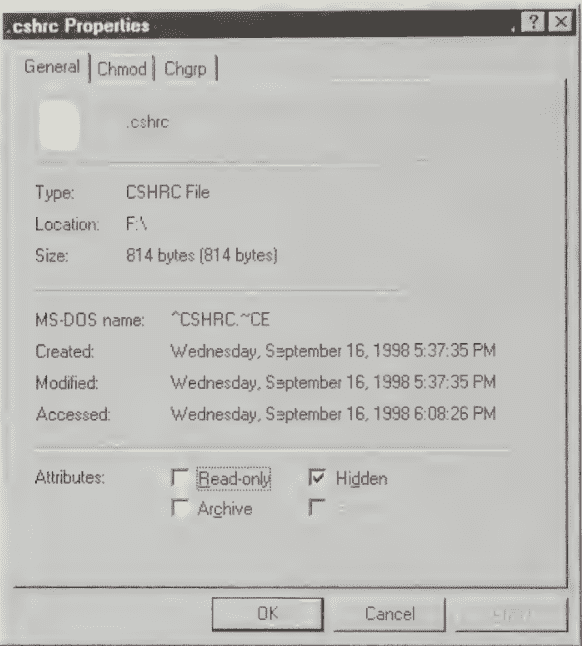 .cshrc Properties
General Chmod Chgrp
.cshrc
Type: CSHRC File
Location: F:\
Size: 814 bytes (814 bytes)
MS-DOS name: ^CSHRC.~CE
Created: Wednesday, September 16, 1998 5:37:35 PM
Modified: Wednesday, September 16, 1998 5:37:35 PM
Accessed: Wednesday, September 16, 1998 6:08:26 PM
Attributes: Read-only Hidden
Archive
OK Cancel